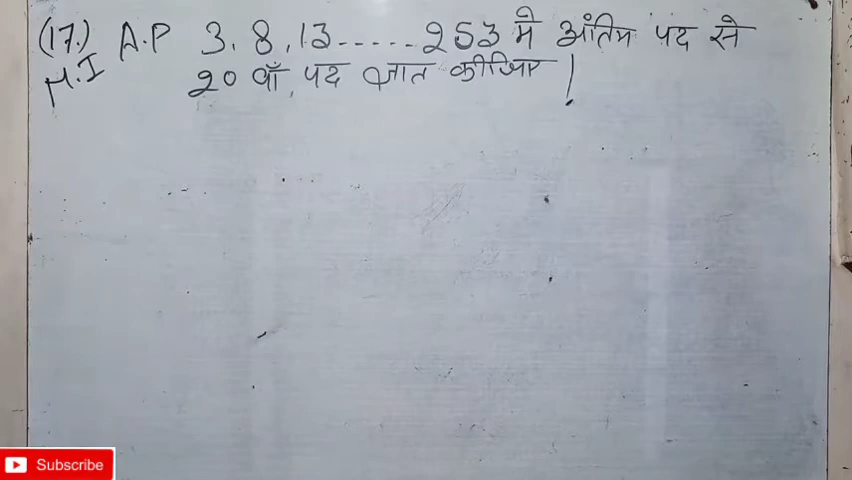 (17.) A.P 3, 8, 13-----253 में अंतिम पद से
M.I 20 वाँ पद ज्ञात कीजिए।
Subscribe